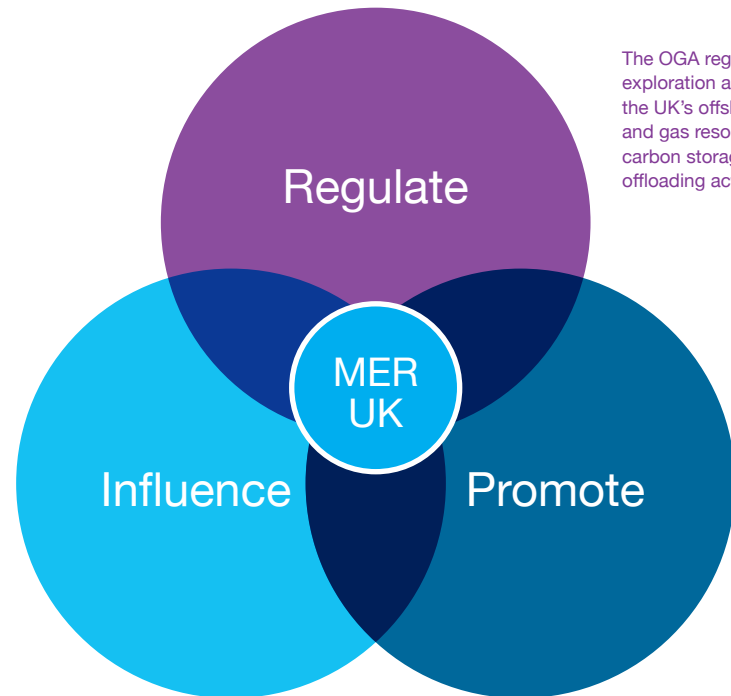 The OGA reg
exploration a
the UK's offs
and gas reso
carbon storag
offloading ac
Regulate
MER
UK
Influence
Promote